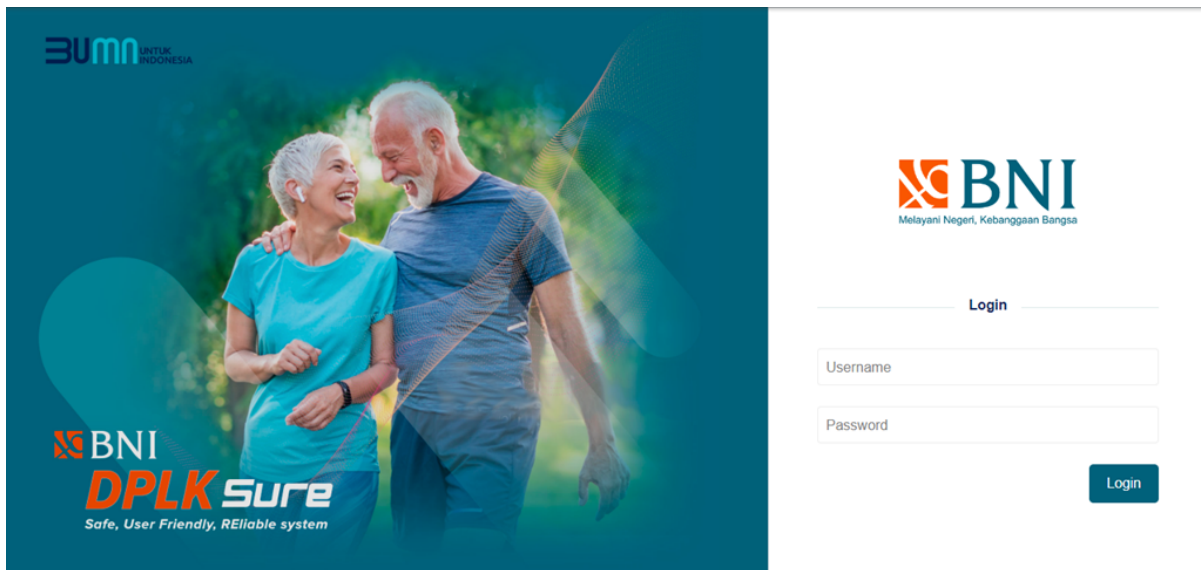 BUMN UNTUK
INDONESIA
BNI
DPLK Sure
Safe, User Friendly, REliable system
BNI
Melayani Negeri, Kebanggaan Bangsa
Login
Username
Password
Login